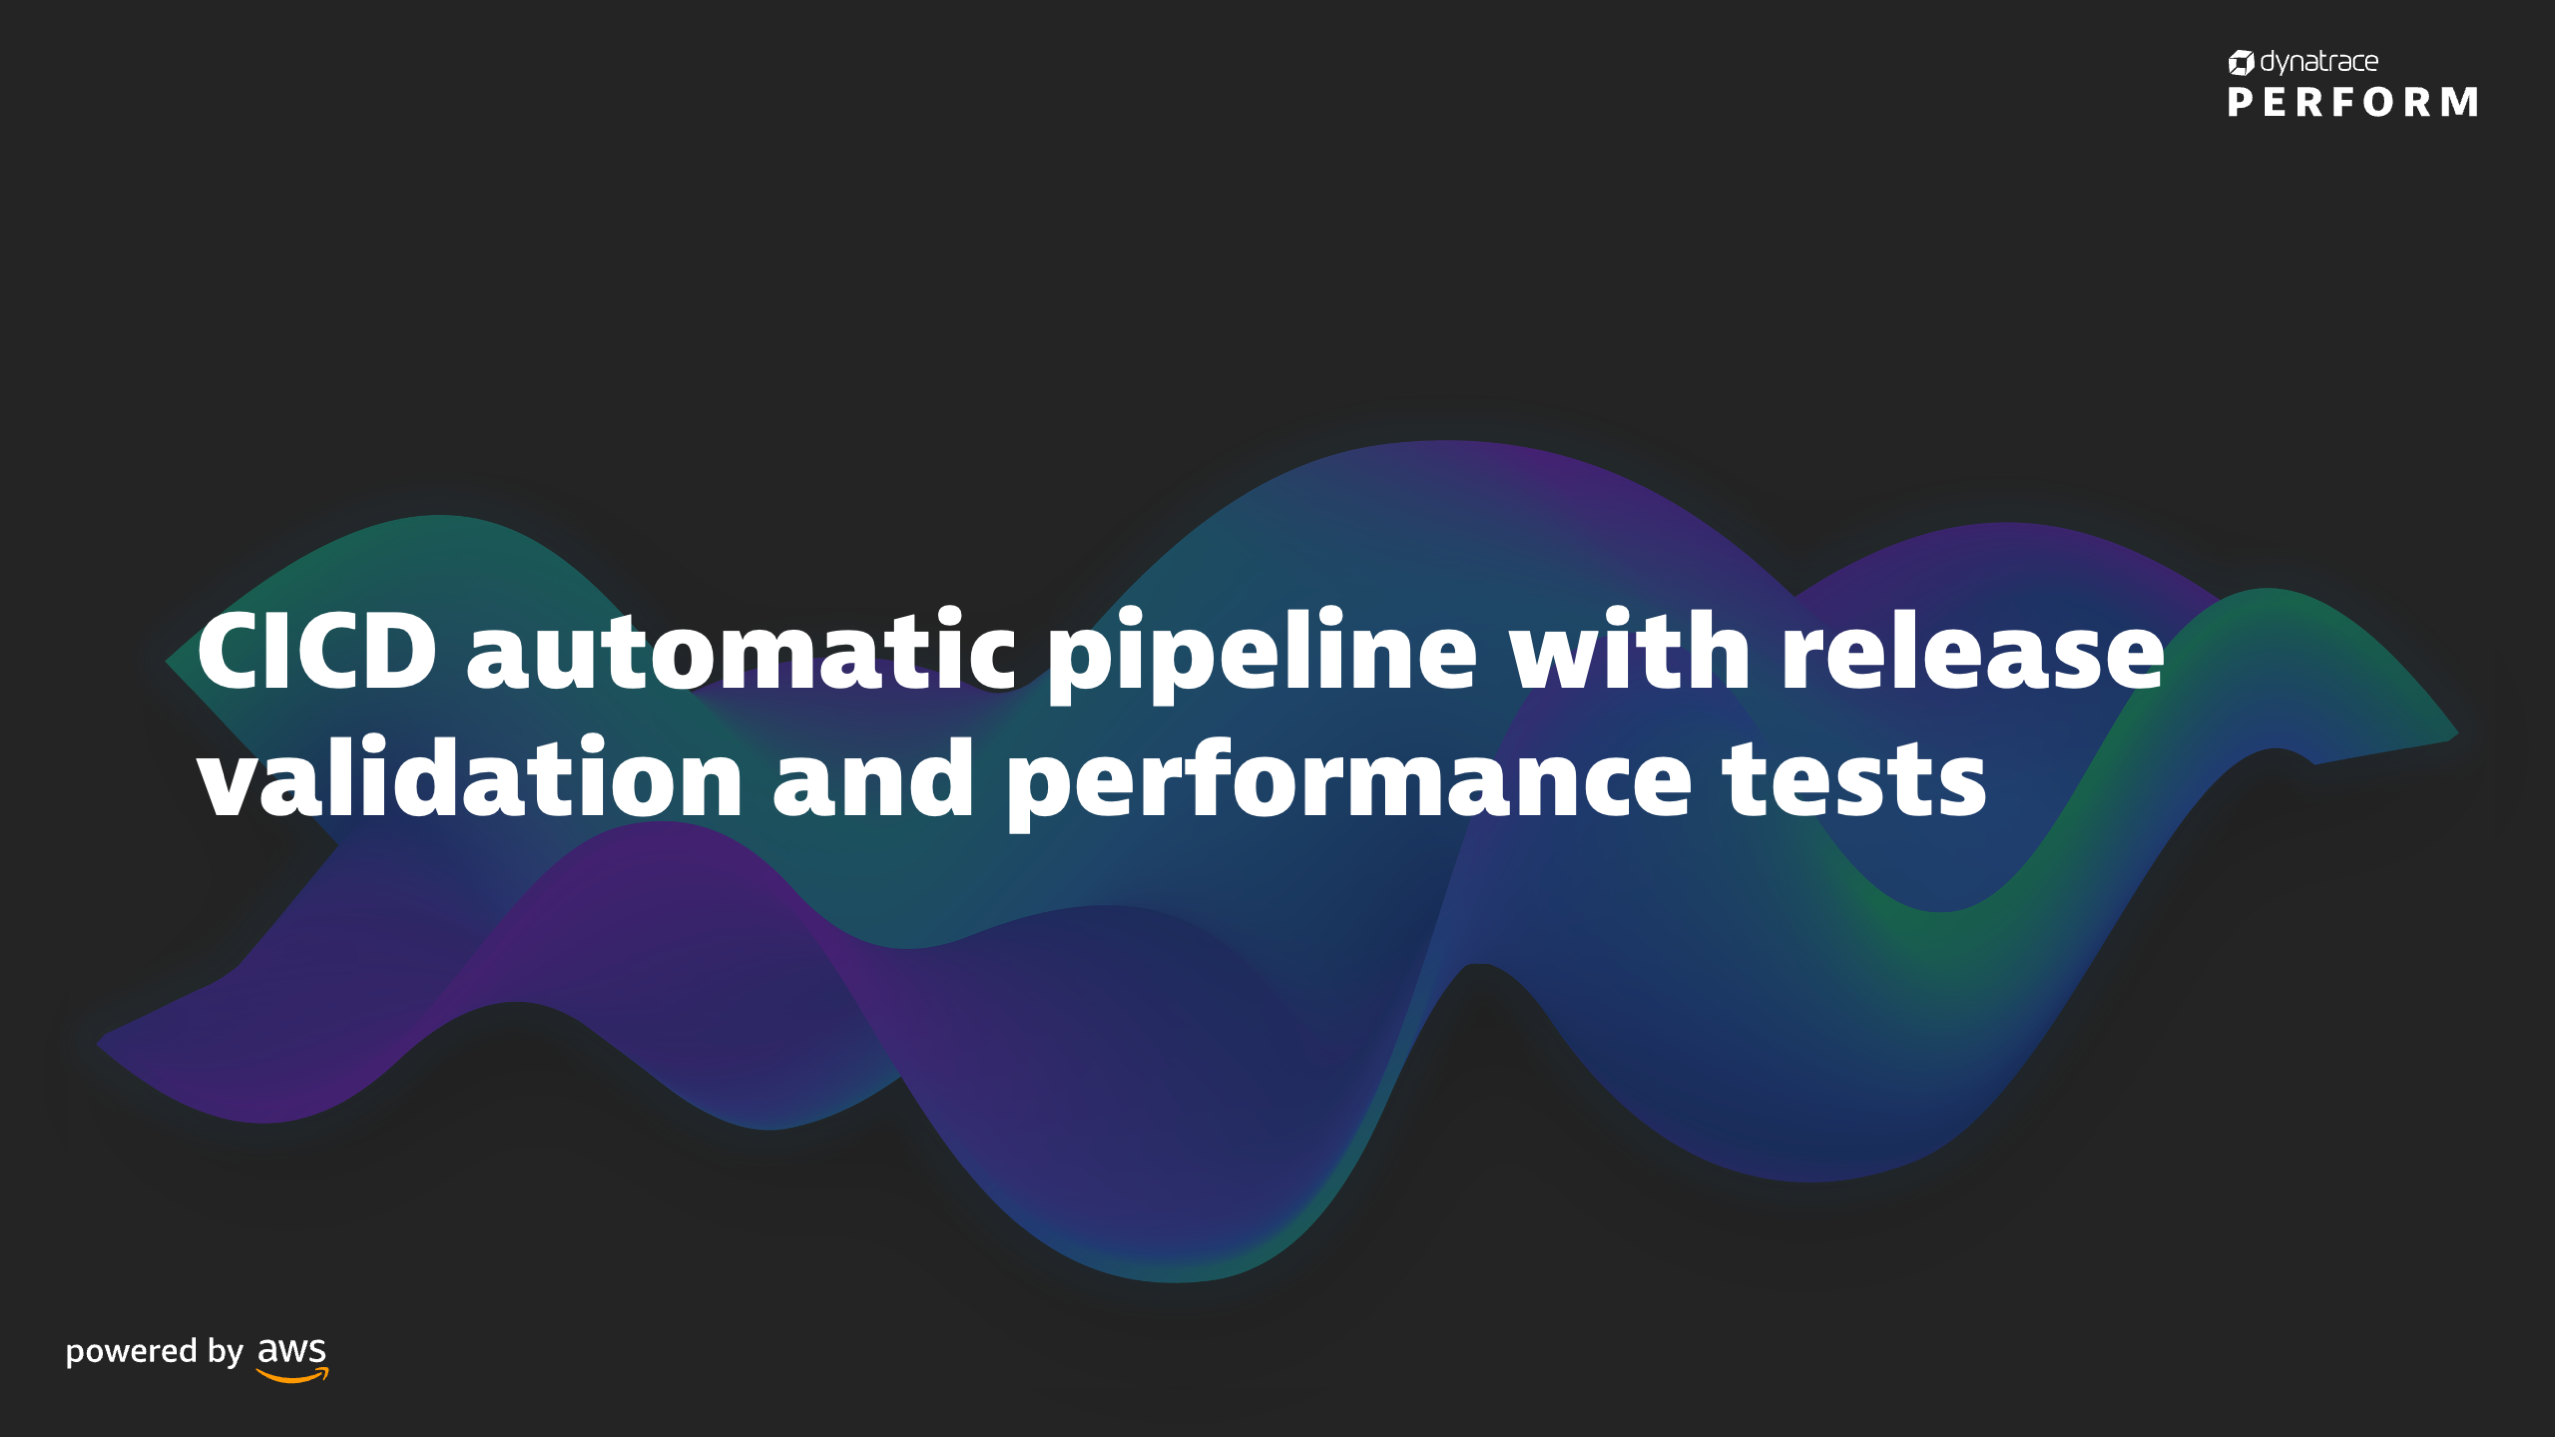 dynatrace
PERFORM
CICD automatic pipeline with release
validation and performance tests
powered by aws